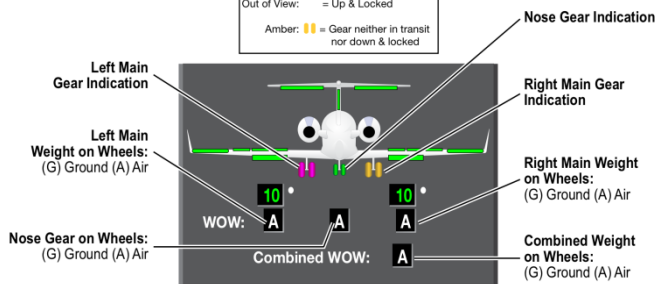 Out of View: = Up & Locked
Amber: = Gear neither in transit
nor down & locked
Nose Gear Indication
Left Main
Gear Indication
Right Main Gear
Indication
Left Main
Weight on Wheels:
(G) Ground (A) Air
Right Main Weight
on Wheels:
(G) Ground (A) Air
10 10
WOW: A A A
Nose Gear on Wheels:
(G) Ground (A) Air
Combined WOW: A
Combined Weight
on Wheels:
(G) Ground (A) Air